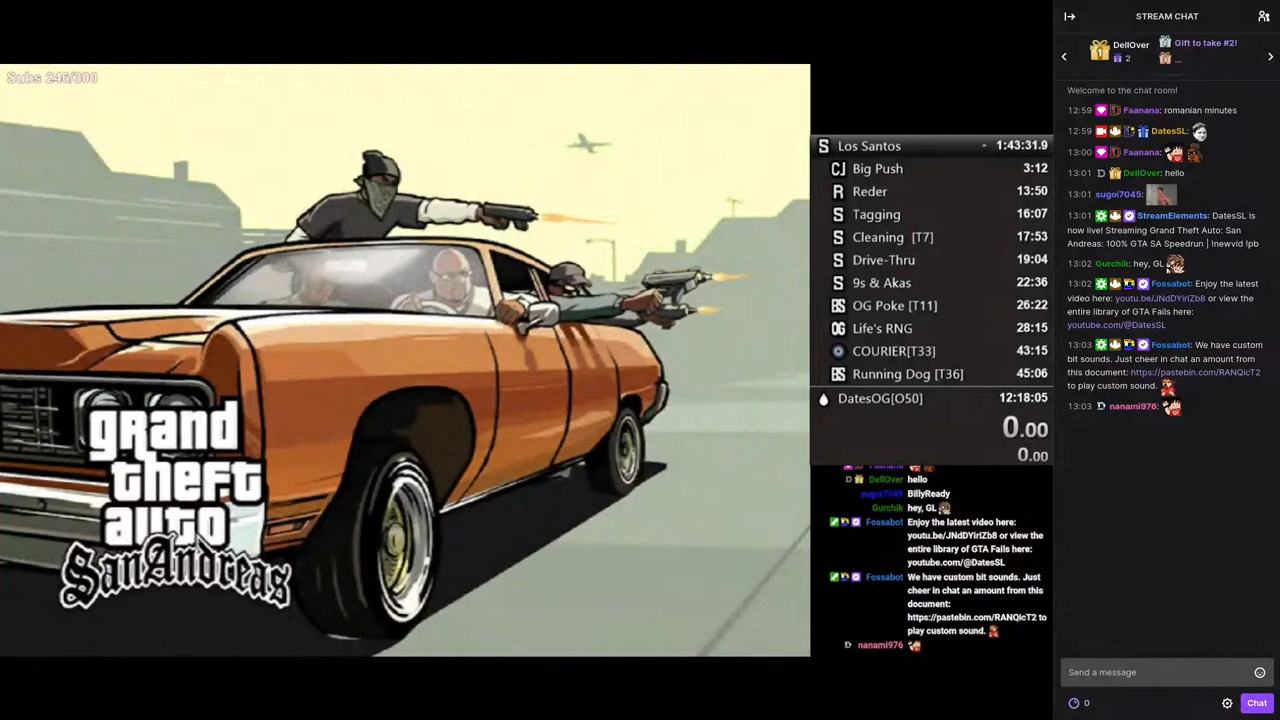 Subs 246/300
grand
theft
auto
San Andreas
S Los Santos - 1:43:31.9
CJ Big Push 3:12
R Reder 13:50
S Tagging 16:07
S Cleaning [T7] 17:53
S Drive-Thru 19:04
S 9s & Akas 22:36
BS OG Poke [T11] 26:22
OG Life's RNG 28:15
COURIER[T33] 43:15
BS Running Dog [T36] 45:06
DatesOG[O50] 12:18:05
0.00
0.00
Faanana:
DellOver hello
sugoi7045 BillyReady
Gurchik hey, GL
Fossabot Enjoy the latest video here:
youtu.be/JNdDYiriZb8 or view the
entire library of GTA Fails here:
youtube.com/@DatesSL
Fossabot We have custom bit sounds. Just
cheer in chat an amount from this
document:
https://pastebin.com/RANQicT2 to
play custom sound.
nanami976
STREAM CHAT
1 DellOver
2
2 Gift to take #2!
3 ...
Welcome to the chat room!
12:59 Faanana: romanian minutes
12:59 DatesSL:
13:00 Faanana:
13:01 DellOver: hello
13:01 sugoi7045:
13:01 StreamElements: DatesSL is
now live! Streaming Grand Theft Auto: San
Andreas: 100% GTA SA Speedrun | !newvid !pb
13:02 Gurchik: hey, GL
13:02 Fossabot: Enjoy the latest
video here: youtu.be/JNdDYiriZb8 or view the
entire library of GTA Fails here:
youtube.com/@DatesSL
13:03 Fossabot: We have custom
bit sounds. Just cheer in chat an amount from
this document: https://pastebin.com/RANQicT2
to play custom sound.
13:03 nanami976:
Send a message
0
Chat